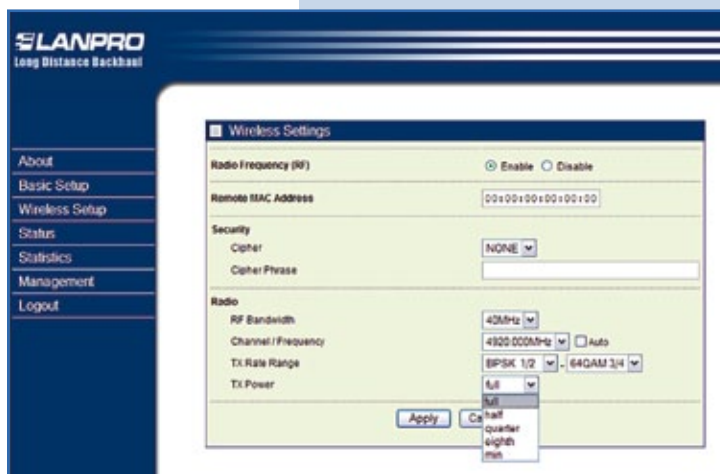 LANPRO
Long Distance Backhaul
About
Basic Setup
Wireless Setup
Status
Statistics
Management
Logout
Wireless Settings
Radio Frequency (RF) Enable Disable
Remote MAC Address 00:00:00:00:00:00
Security
Cipher NONE
Cipher Phrase
Radio
RF Bandwidth 40MHz
Channel / Frequency 4920.000MHz Auto
TX Rate Range BPSK 1/2 - 64QAM 3/4
TX Power full
full
half
quarter
eighth
min
Apply